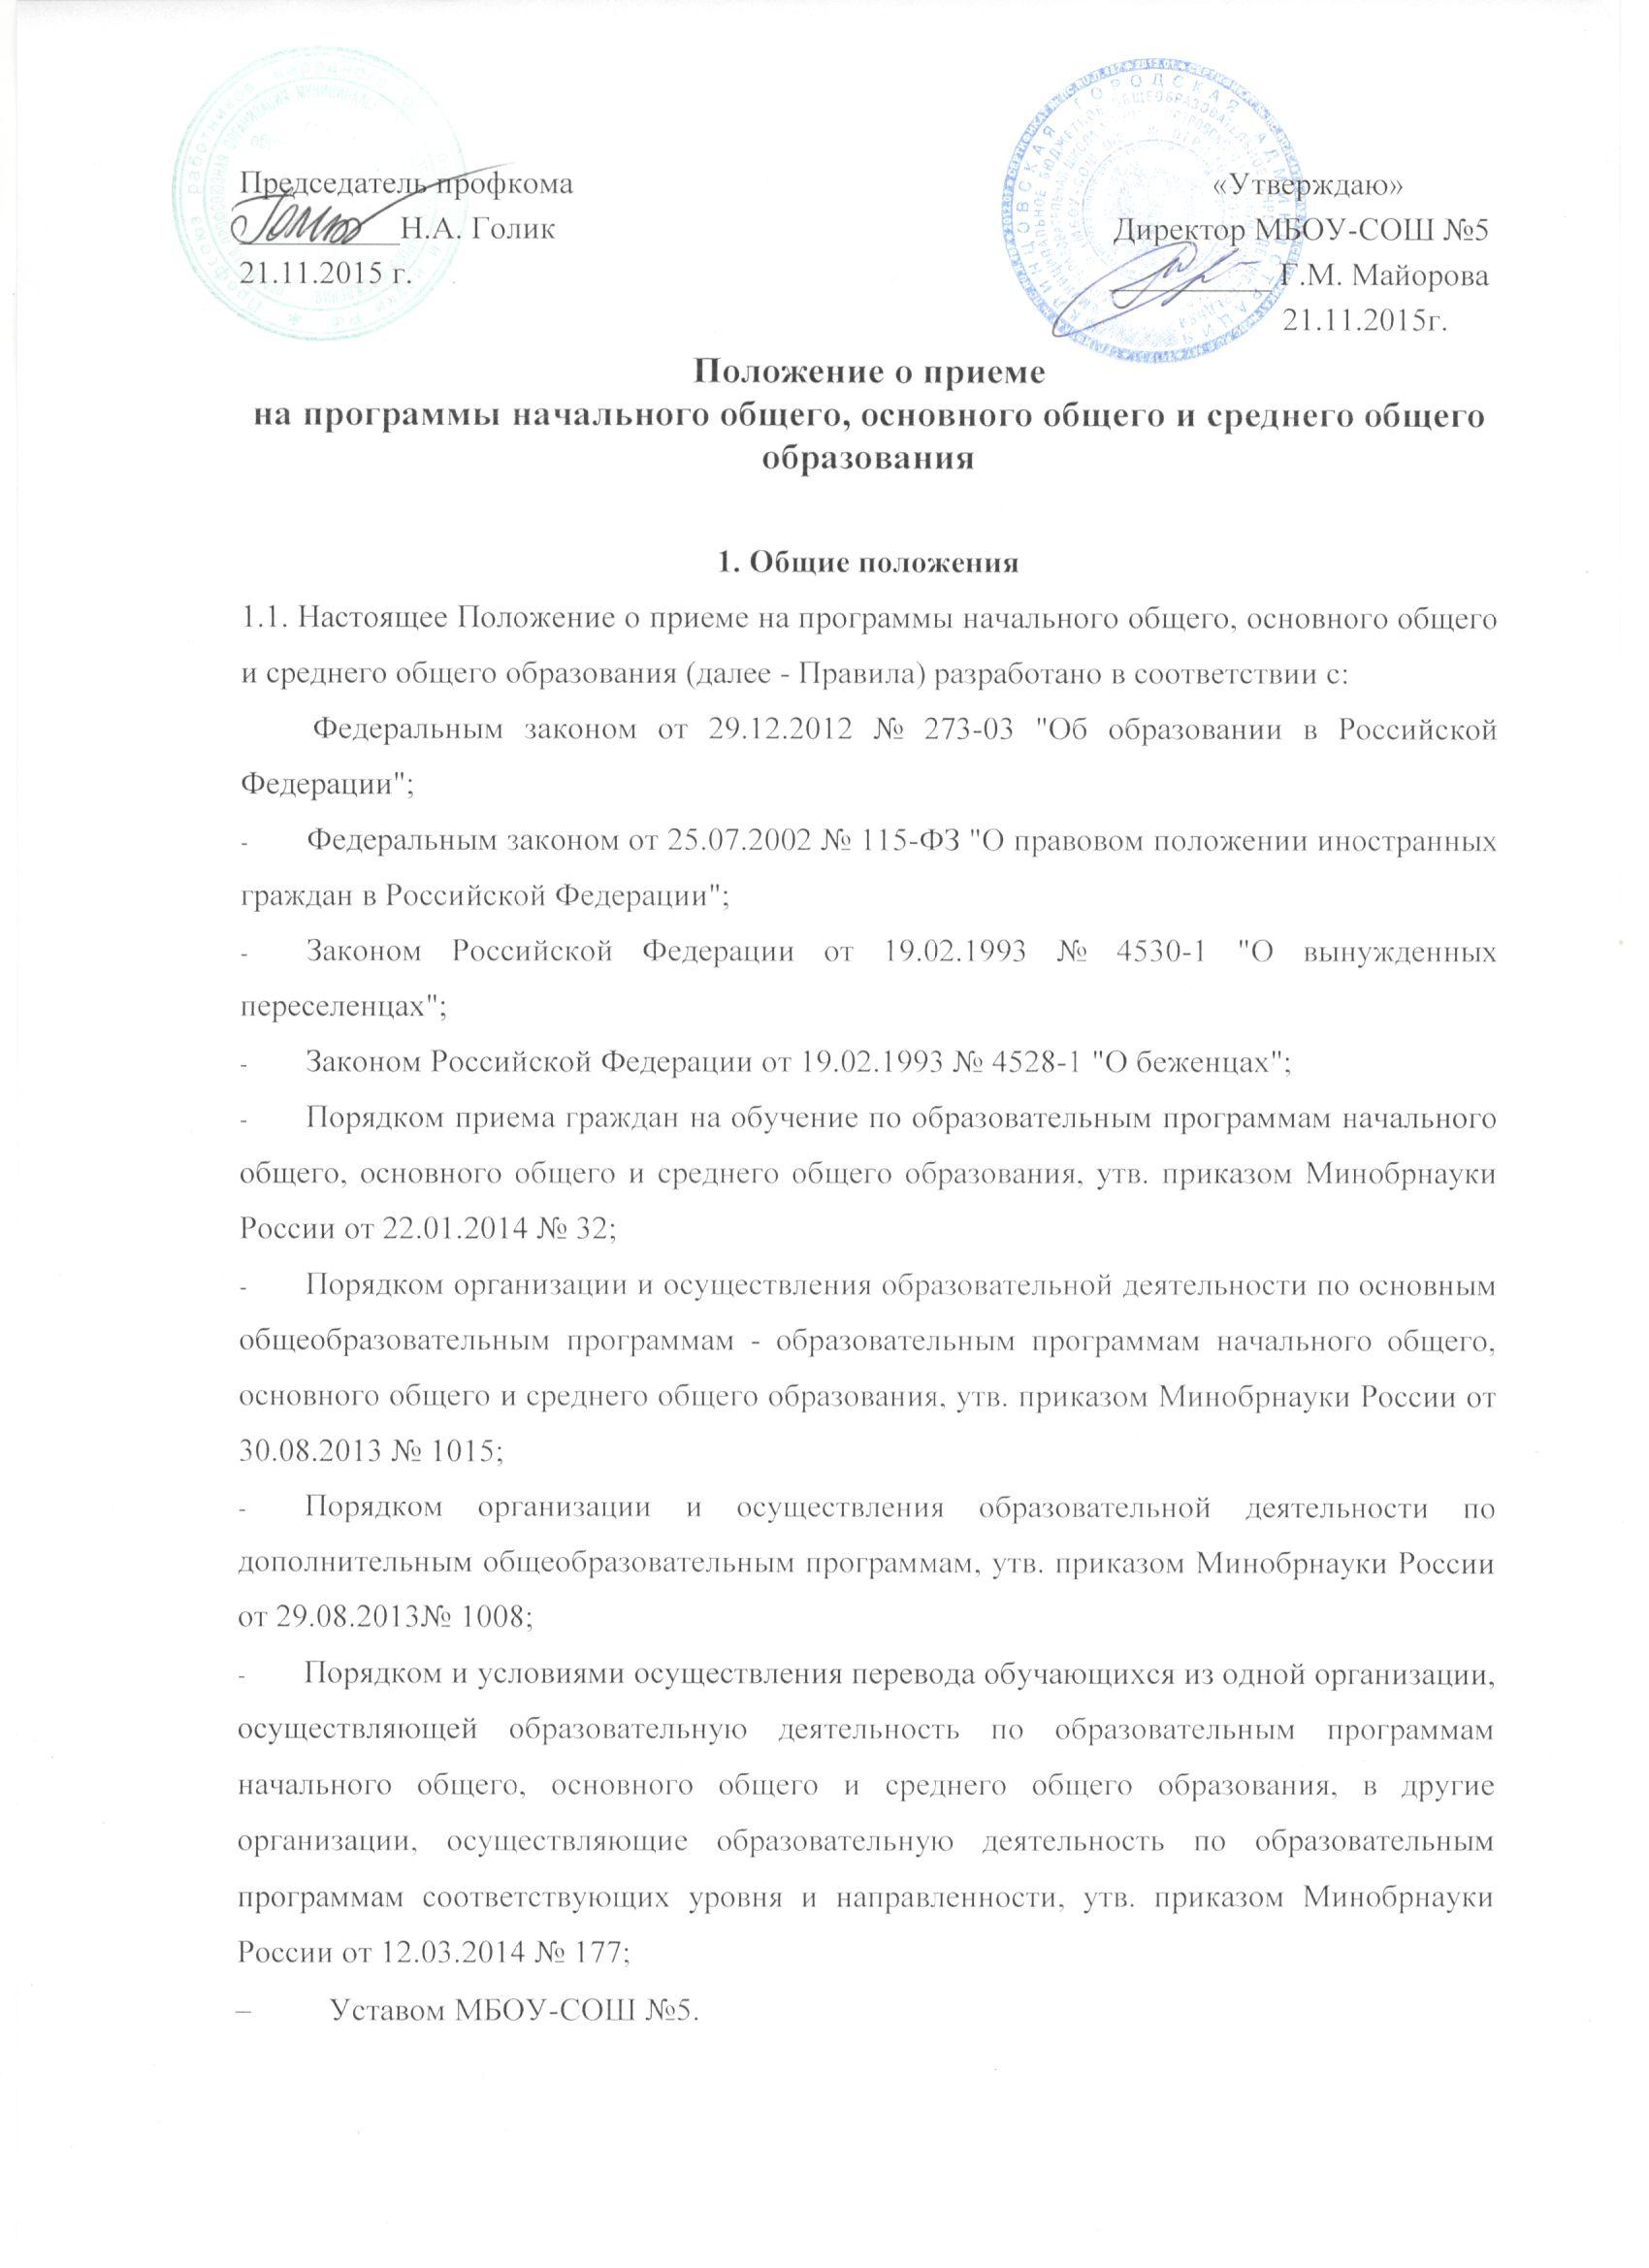 Председатель профкома
__________Н.А. Голик
21.11.2015 г.
«Утверждаю»
Директор МБОУ-СОШ №5
__________Г.М. Майорова
21.11.2015г.
Положение о приеме
на программы начального общего, основного общего и среднего общего
образования
1. Общие положения
1.1. Настоящее Положение о приеме на программы начального общего, основного общего
и среднего общего образования (далее - Правила) разработано в соответствии с:
Федеральным законом от 29.12.2012 № 273-03 "Об образовании в Российской
Федерации";
- Федеральным законом от 25.07.2002 № 115-ФЗ "О правовом положении иностранных
граждан в Российской Федерации";
- Законом Российской Федерации от 19.02.1993 № 4530-1 "О вынужденных
переселенцах";
- Законом Российской Федерации от 19.02.1993 № 4528-1 "О беженцах";
- Порядком приема граждан на обучение по образовательным программам начального
общего, основного общего и среднего общего образования, утв. приказом Минобрнауки
России от 22.01.2014 № 32;
- Порядком организации и осуществления образовательной деятельности по основным
общеобразовательным программам - образовательным программам начального общего,
основного общего и среднего общего образования, утв. приказом Минобрнауки России от
30.08.2013 № 1015;
- Порядком организации и осуществления образовательной деятельности по
дополнительным общеобразовательным программам, утв. приказом Минобрнауки России
от 29.08.2013№ 1008;
- Порядком и условиями осуществления перевода обучающихся из одной организации,
осуществляющей образовательную деятельность по образовательным программам
начального общего, основного общего и среднего общего образования, в другие
организации, осуществляющие образовательную деятельность по образовательным
программам соответствующих уровня и направленности, утв. приказом Минобрнауки
России от 12.03.2014 № 177;
– Уставом МБОУ-СОШ №5.